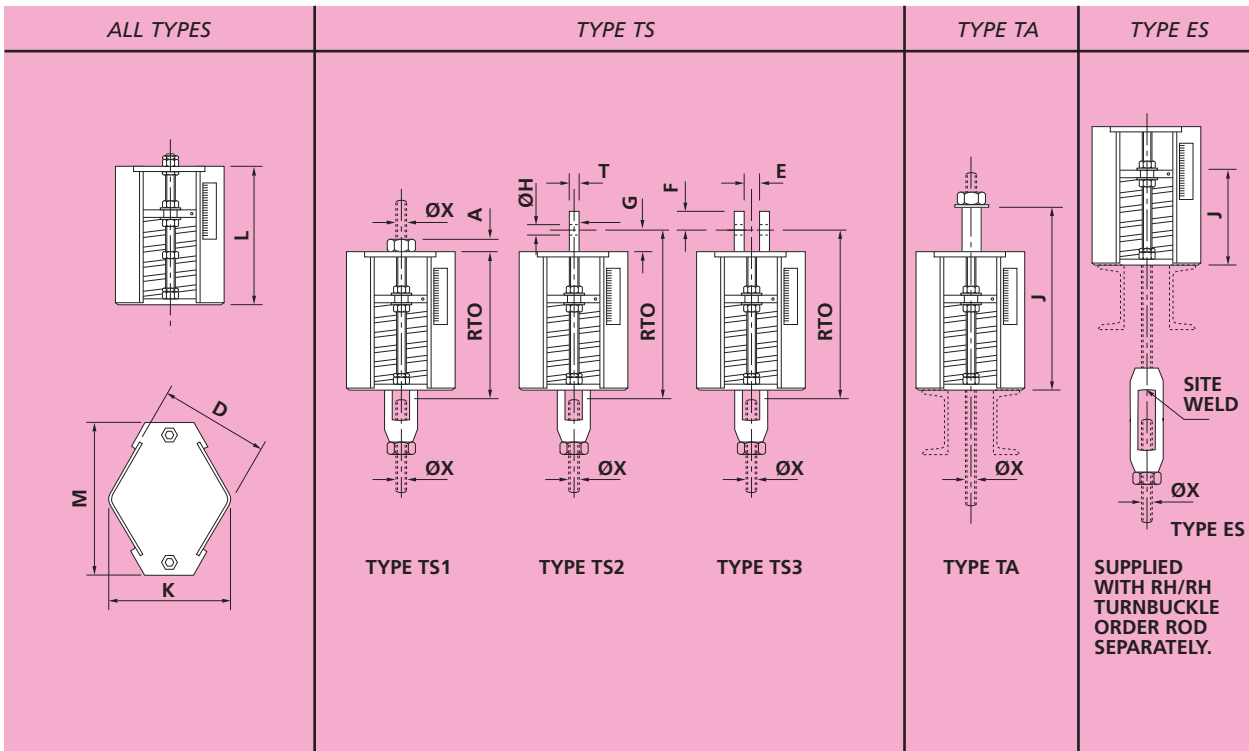 ALL TYPES
TYPE TS
TYPE TA
TYPE ES
L
D
M
K
ØX
A
RTO
ØX
TYPE TS1
ØH
T
G
RTO
ØX
TYPE TS2
F
E
RTO
ØX
TYPE TS3
J
ØX
TYPE TA
J
SITE
WELD
ØX
TYPE ES
SUPPLIED
WITH RH/RH
TURNBUCKLE
ORDER ROD
SEPARATELY.